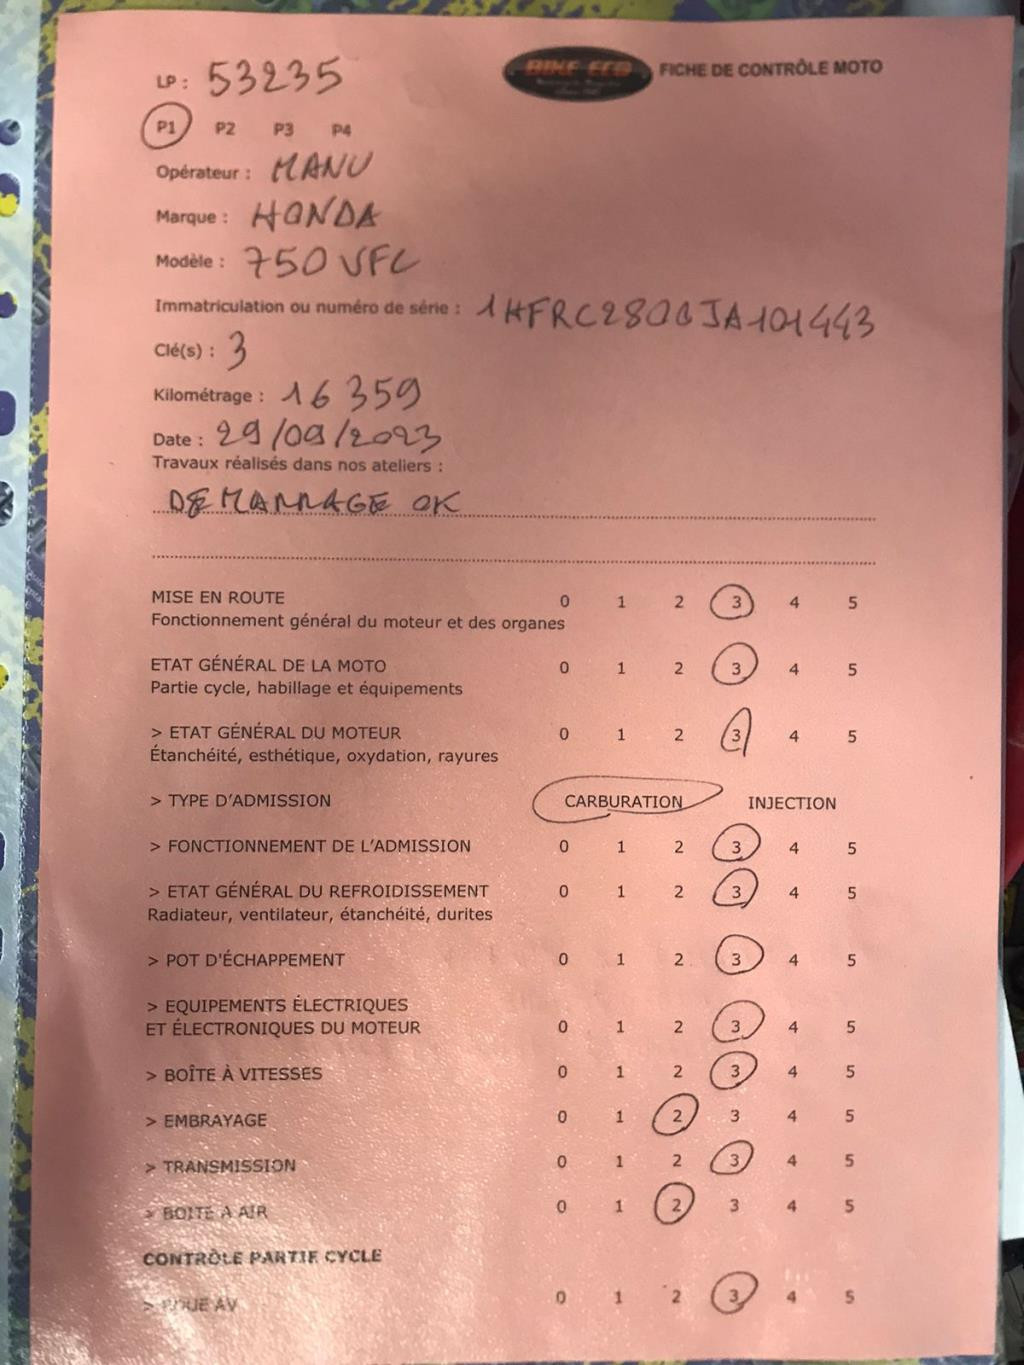 LP : 53235
BIKE ECO FICHE DE CONTRÔLE MOTO
P1 P2 P3 P4
Opérateur : MANU
Marque : HONDA
Modèle : 750 VFC
Immatriculation ou numéro de série : 1HFRC2806JA101443
Clé(s) : 3
Kilométrage : 16 359
Date : 29/09/2023
Travaux réalisés dans nos ateliers :
DEMARRAGE OK
MISE EN ROUTE 0 1 2 3 4 5
Fonctionnement général du moteur et des organes
ETAT GÉNÉRAL DE LA MOTO 0 1 2 3 4 5
Partie cycle, habillage et équipements
> ETAT GÉNÉRAL DU MOTEUR 0 1 2 3 4 5
Étanchéité, esthétique, oxydation, rayures
> TYPE D'ADMISSION CARBURATION INJECTION
> FONCTIONNEMENT DE L'ADMISSION 0 1 2 3 4 5
> ETAT GÉNÉRAL DU REFROIDISSEMENT 0 1 2 3 4 5
Radiateur, ventilateur, étanchéité, durites
> POT D'ÉCHAPPEMENT 0 1 2 3 4 5
> EQUIPEMENTS ÉLECTRIQUES
ET ÉLECTRONIQUES DU MOTEUR 0 1 2 3 4 5
> BOÎTE À VITESSES 0 1 2 3 4 5
> EMBRAYAGE 0 1 2 3 4 5
> TRANSMISSION 0 1 2 3 4 5
> BOITE A AIR 0 1 2 3 4 5
CONTRÔLE PARTIE CYCLE
> ROUE AV 0 1 2 3 4 5